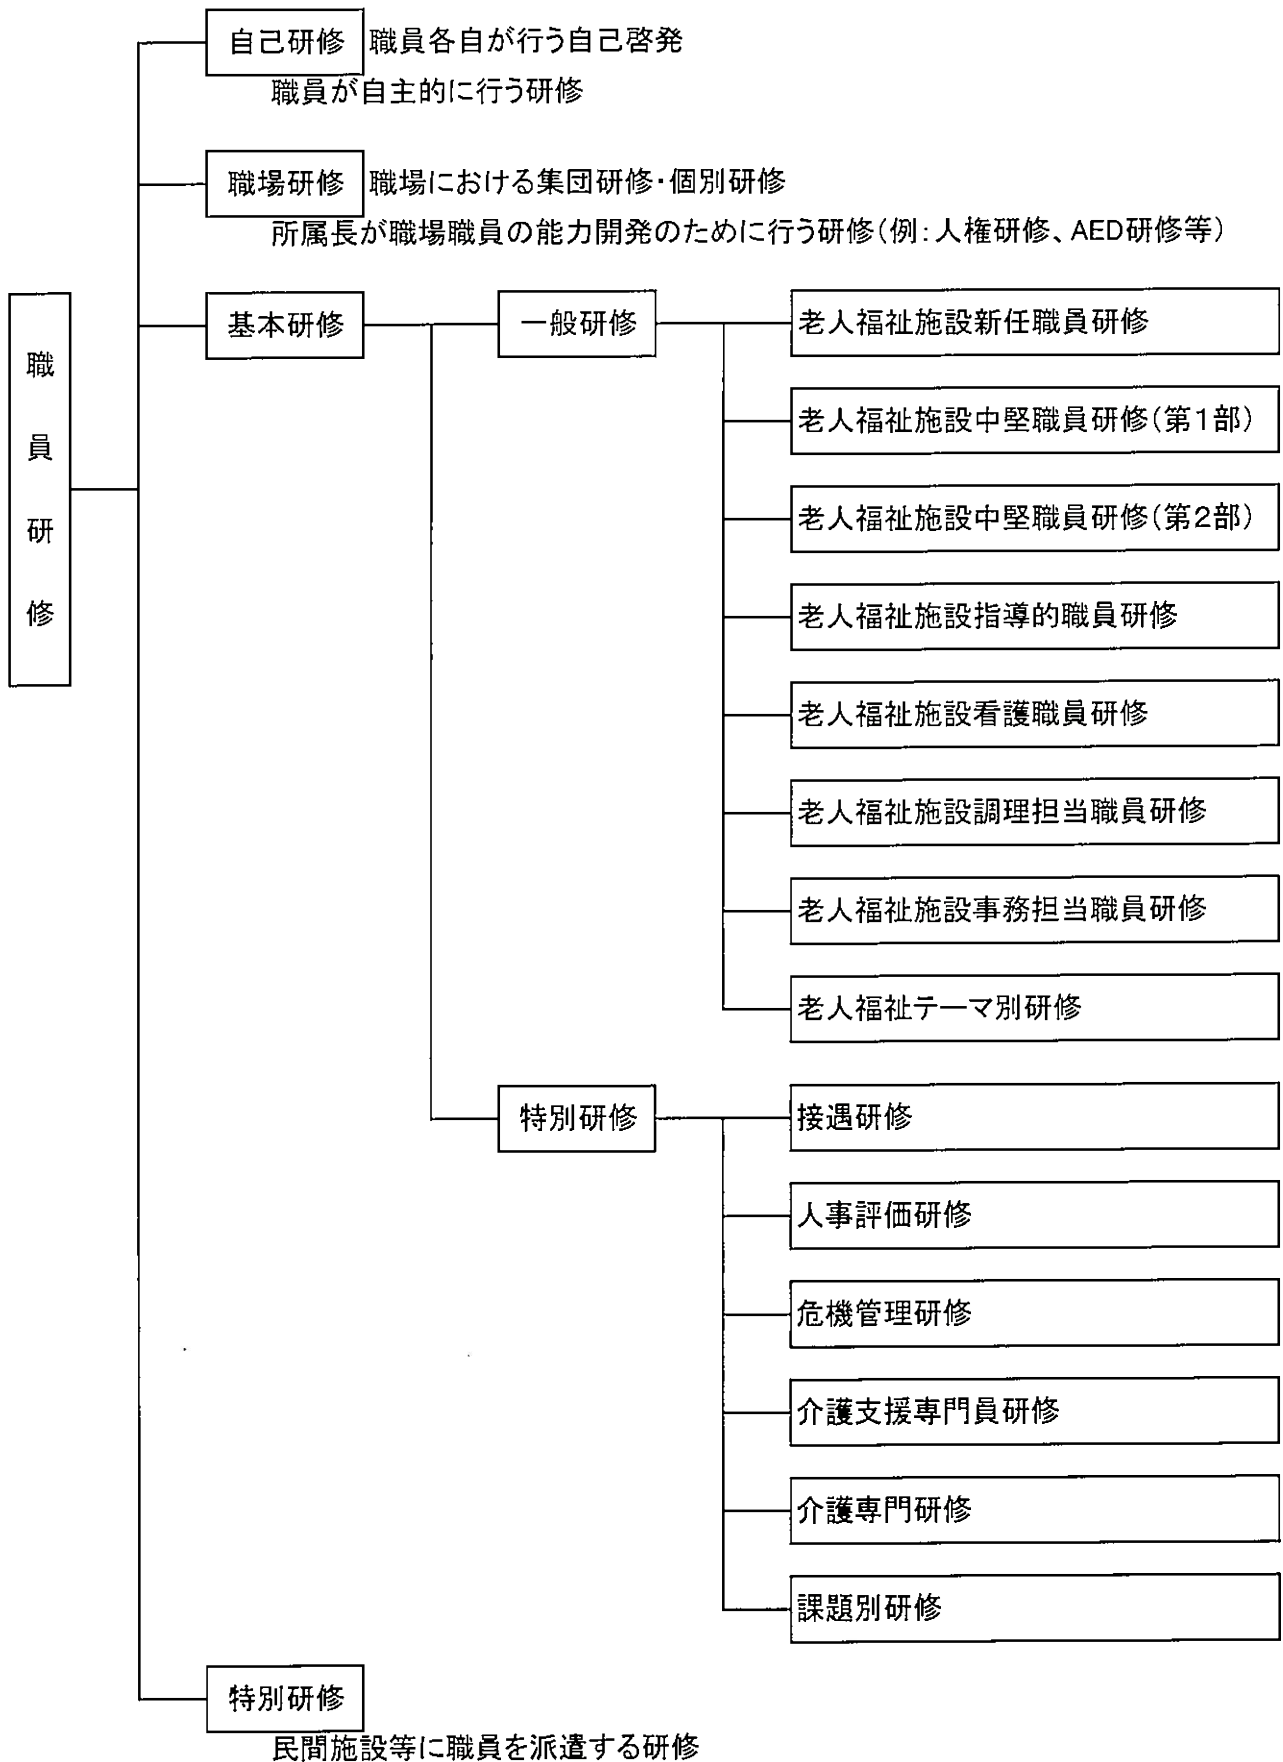 職員研修
自己研修 職員各自が行う自己啓発
職員が自主的に行う研修
職場研修 職場における集団研修・個別研修
所属長が職場職員の能力開発のために行う研修(例:人権研修、AED研修等)
基本研修
一般研修
老人福祉施設新任職員研修
老人福祉施設中堅職員研修(第1部)
老人福祉施設中堅職員研修(第2部)
老人福祉施設指導的職員研修
老人福祉施設看護職員研修
老人福祉施設調理担当職員研修
老人福祉施設事務担当職員研修
老人福祉テーマ別研修
特別研修
接遇研修
人事評価研修
危機管理研修
介護支援専門員研修
介護専門研修
課題別研修
特別研修
民間施設等に職員を派遣する研修